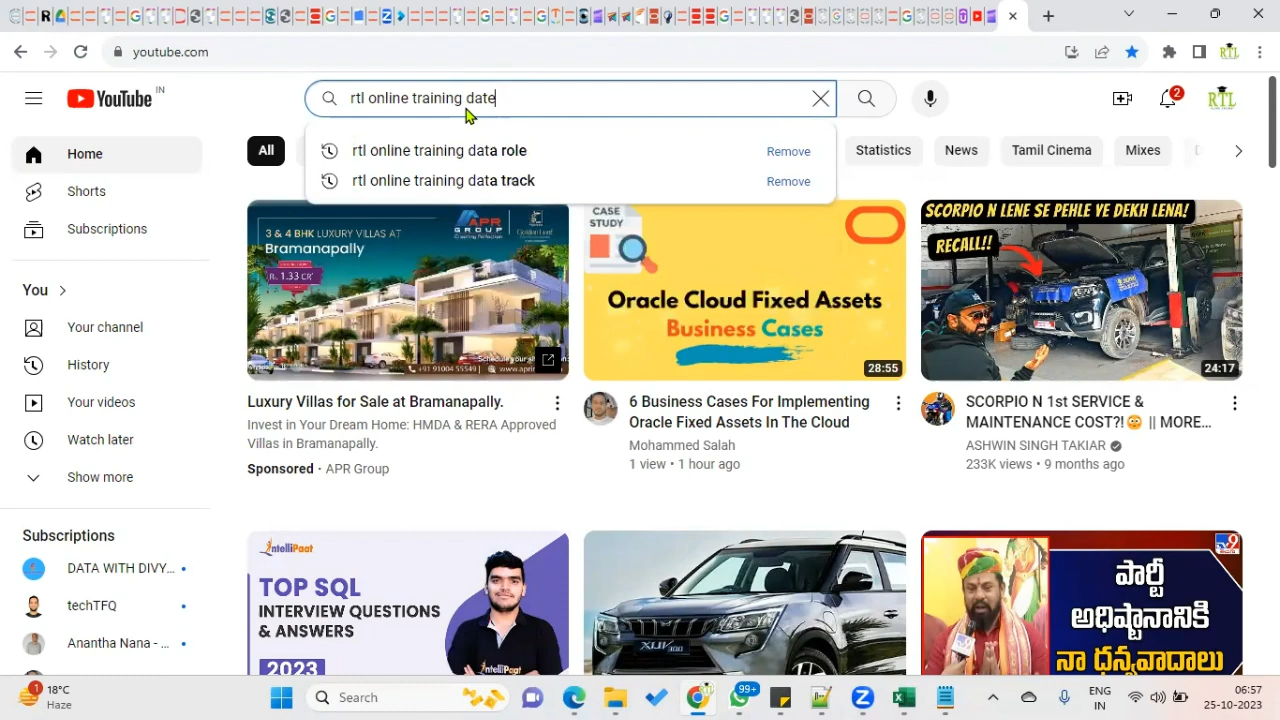 youtube.com
YouTube IN
rtl online training date
2
RTL
rtl online training data role
Remove
rtl online training data track
Remove
All
Statistics
News
Tamil Cinema
Mixes
Home
Shorts
Subscriptions
You
Your channel
History
Your videos
Watch later
Show more
Subscriptions
DATA WITH DIVY...
techTFQ
Anantha Nana - ...
APR GROUP
3 & 4 BHK LUXURY VILLAS AT
Bramanapally
Rs. 1.33 CR*
Luxury Villas for Sale at Bramanapally.
Invest in Your Dream Home: HMDA & RERA Approved
Villas in Bramanapally.
Sponsored • APR Group
CASE
STUDY
Oracle Cloud Fixed Assets
Business Cases
28:55
6 Business Cases For Implementing
Oracle Fixed Assets In The Cloud
Mohammed Salah
1 view • 1 hour ago
SCORPIO N LENE SE PEHLE YE DEKH LENA!
RECALL!!
24:17
SCORPIO N 1st SERVICE &
MAINTENANCE COST?!😳 || MORE...
ASHWIN SINGH TAKIAR
233K views • 9 months ago
INTELLIPAAT
TOP SQL
INTERVIEW QUESTIONS
& ANSWERS
2023
TV9
పార్టీ
అధిష్టానానికి
నా ధన్యవాదాలు
1
18°C
Haze
Search
99+
ENG
IN
06:57
25-10-2023